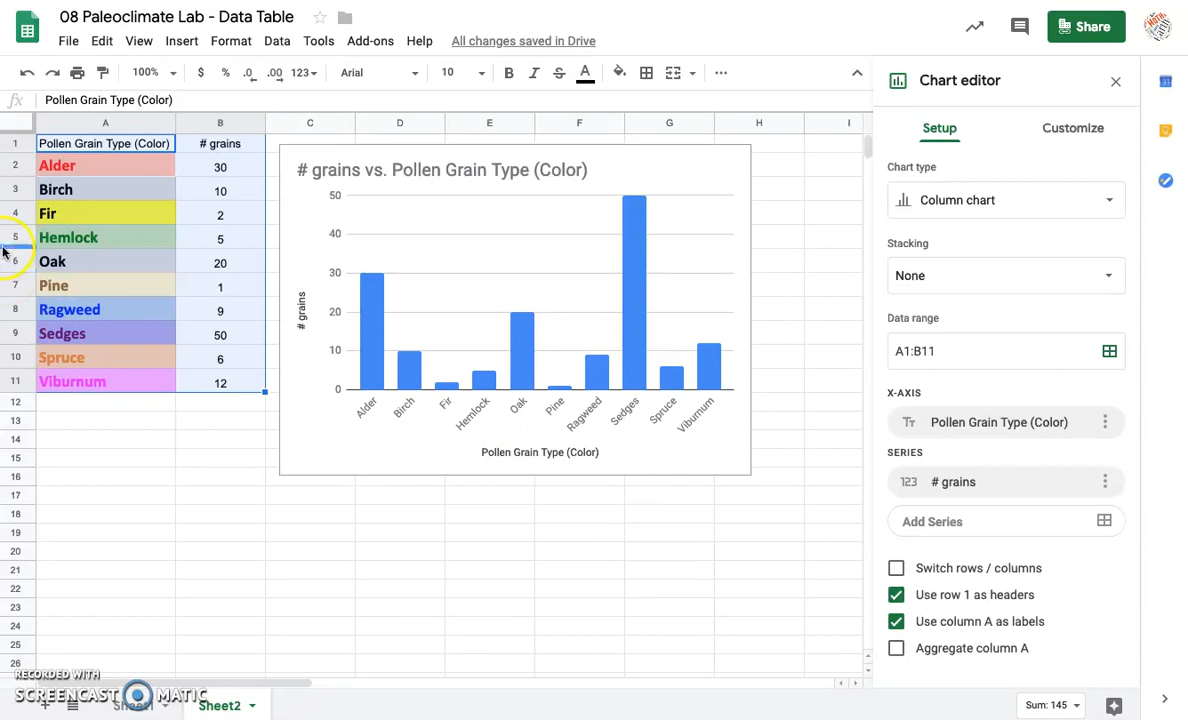 08 Paleoclimate Lab - Data Table
File Edit View Insert Format Data Tools Add-ons Help All changes saved in Drive
Share
100% $ % .0 .00 123 Arial 10 B I S A
fx Pollen Grain Type (Color)
A B C D E F G H I
1 Pollen Grain Type (Color) # grains
2 Alder 30
3 Birch 10
4 Fir 2
5 Hemlock 5
6 Oak 20
7 Pine 1
8 Ragweed 9
9 Sedges 50
10 Spruce 6
11 Viburnum 12
12
13
14
15
16
17
18
19
20
21
22
23
24
25
26
# grains vs. Pollen Grain Type (Color)
50
40
30
20
10
0
# grains
Alder Birch Fir Hemlock Oak Pine Ragweed Sedges Spruce Viburnum
Pollen Grain Type (Color)
Chart editor
Setup Customize
Chart type
Column chart
Stacking
None
Data range
A1:B11
X-AXIS
Tт Pollen Grain Type (Color)
SERIES
123 # grains
Add Series
Switch rows / columns
Use row 1 as headers
Use column A as labels
Aggregate column A
31
RECORDED WITH
SCREENCAST MATIC
Sheet1 Sheet2
Sum: 145